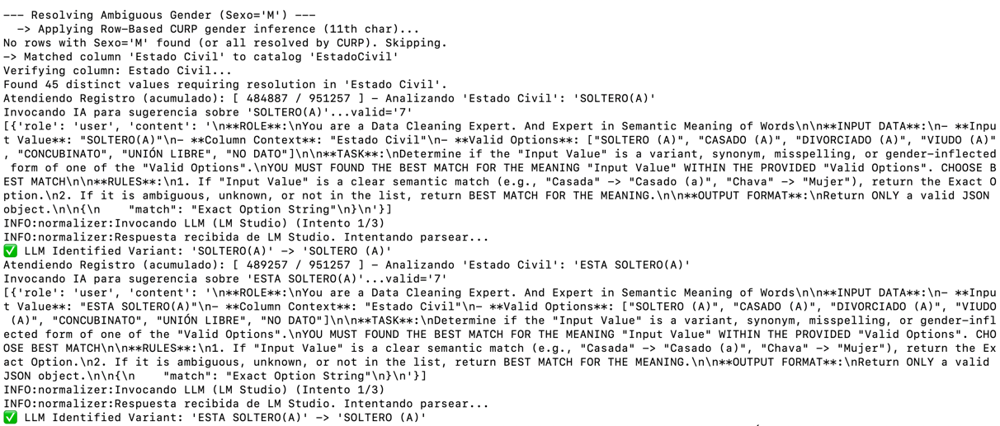 --- Resolving Ambiguous Gender (Sexo='M') ---
  -> Applying Row-Based CURP gender inference (11th char)...
No rows with Sexo='M' found (or all resolved by CURP). Skipping.
-> Matched column 'Estado Civil' to catalog 'EstadoCivil'
Verifying column: Estado Civil...
Found 45 distinct values requiring resolution in 'Estado Civil'.
Atendiendo Registro (acumulado): [ 484887 / 951257 ] - Analizando 'Estado Civil': 'SOLTERO(A)'
Invocando IA para sugerencia sobre 'SOLTERO(A)'...valid='7'
[{'role': 'user', 'content': '\n**ROLE**:\nYou are a Data Cleaning Expert. And Expert in Semantic Meaning of Words\n\n**INPUT DATA**:\n- **Inpu
t Value**: "SOLTERO(A)"\n- **Column Context**: "Estado Civil"\n- **Valid Options**: ["SOLTERO (A)", "CASADO (A)", "DIVORCIADO (A)", "VIUDO (A)"
, "CONCUBINATO", "UNIÓN LIBRE", "NO DATO"]\n\n**TASK**:\nDetermine if the "Input Value" is a variant, synonym, misspelling, or gender-inflected
 form of one of the "Valid Options".\nYOU MUST FOUND THE BEST MATCH FOR THE MEANING "Input Value" WITHIN THE PROVIDED "Valid Options". CHOOSE B
EST MATCH\n\n**RULES**:\n1. If "Input Value" is a clear semantic match (e.g., "Casada" -> "Casado (a)", "Chava" -> "Mujer"), return the Exact O
ption.\n2. If it is ambiguous, unknown, or not in the list, return BEST MATCH FOR THE MEANING.\n\n**OUTPUT FORMAT**:\nReturn ONLY a valid JSON
object.\n\n{\n    "match": "Exact Option String"\n}\n'}]
INFO:normalizer:Invocando LLM (LM Studio) (Intento 1/3)
INFO:normalizer:Respuesta recibida de LM Studio. Intentando parsear...
✅ LLM Identified Variant: 'SOLTERO(A)' -> 'SOLTERO (A)'
Atendiendo Registro (acumulado): [ 489257 / 951257 ] - Analizando 'Estado Civil': 'ESTA SOLTERO(A)'
Invocando IA para sugerencia sobre 'ESTA SOLTERO(A)'...valid='7'
[{'role': 'user', 'content': '\n**ROLE**:\nYou are a Data Cleaning Expert. And Expert in Semantic Meaning of Words\n\n**INPUT DATA**:\n- **Inpu
t Value**: "ESTA SOLTERO(A)"\n- **Column Context**: "Estado Civil"\n- **Valid Options**: ["SOLTERO (A)", "CASADO (A)", "DIVORCIADO (A)", "VIUDO
 (A)", "CONCUBINATO", "UNIÓN LIBRE", "NO DATO"]\n\n**TASK**:\nDetermine if the "Input Value" is a variant, synonym, misspelling, or gender-infl
ected form of one of the "Valid Options".\nYOU MUST FOUND THE BEST MATCH FOR THE MEANING "Input Value" WITHIN THE PROVIDED "Valid Options". CHO
OSE BEST MATCH\n\n**RULES**:\n1. If "Input Value" is a clear semantic match (e.g., "Casada" -> "Casado (a)", "Chava" -> "Mujer"), return the Ex
act Option.\n2. If it is ambiguous, unknown, or not in the list, return BEST MATCH FOR THE MEANING.\n\n**OUTPUT FORMAT**:\nReturn ONLY a valid
JSON object.\n\n{\n    "match": "Exact Option String"\n}\n'}]
INFO:normalizer:Invocando LLM (LM Studio) (Intento 1/3)
INFO:normalizer:Respuesta recibida de LM Studio. Intentando parsear...
✅ LLM Identified Variant: 'ESTA SOLTERO(A)' -> 'SOLTERO (A)'